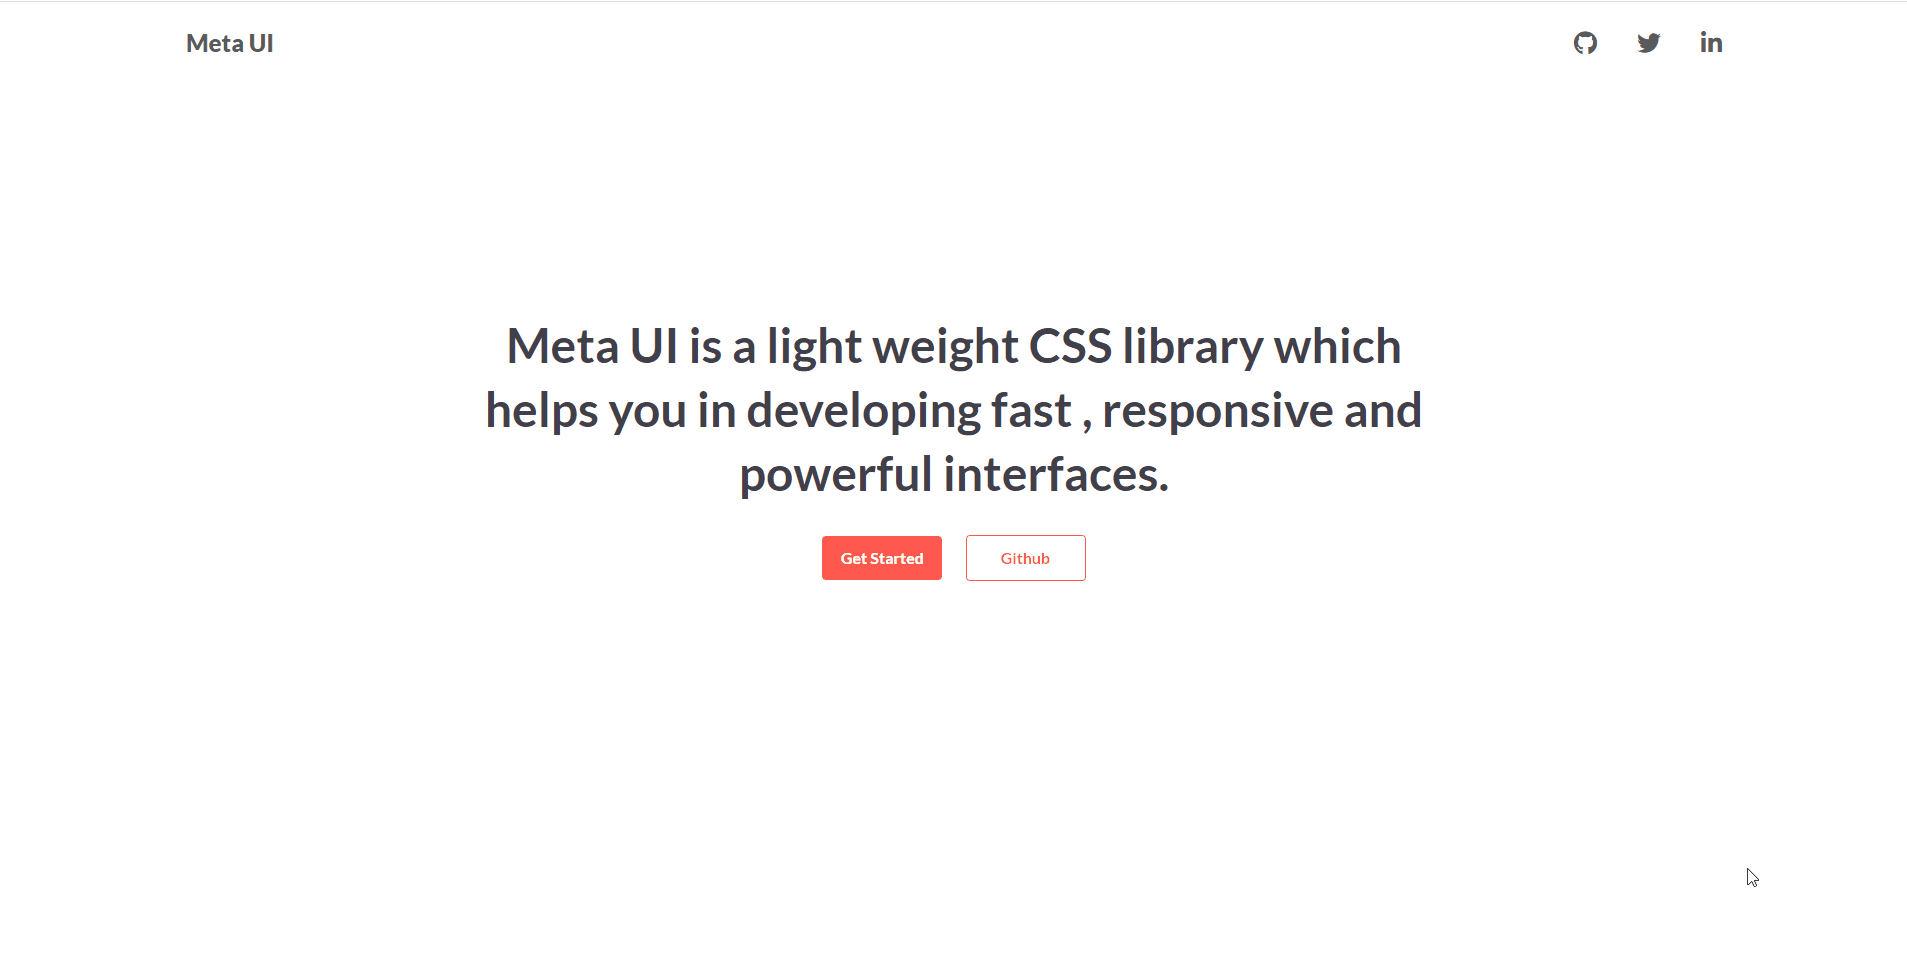 Meta UI
Meta UI is a light weight CSS library which
helps you in developing fast , responsive and
powerful interfaces.
Get Started
Github